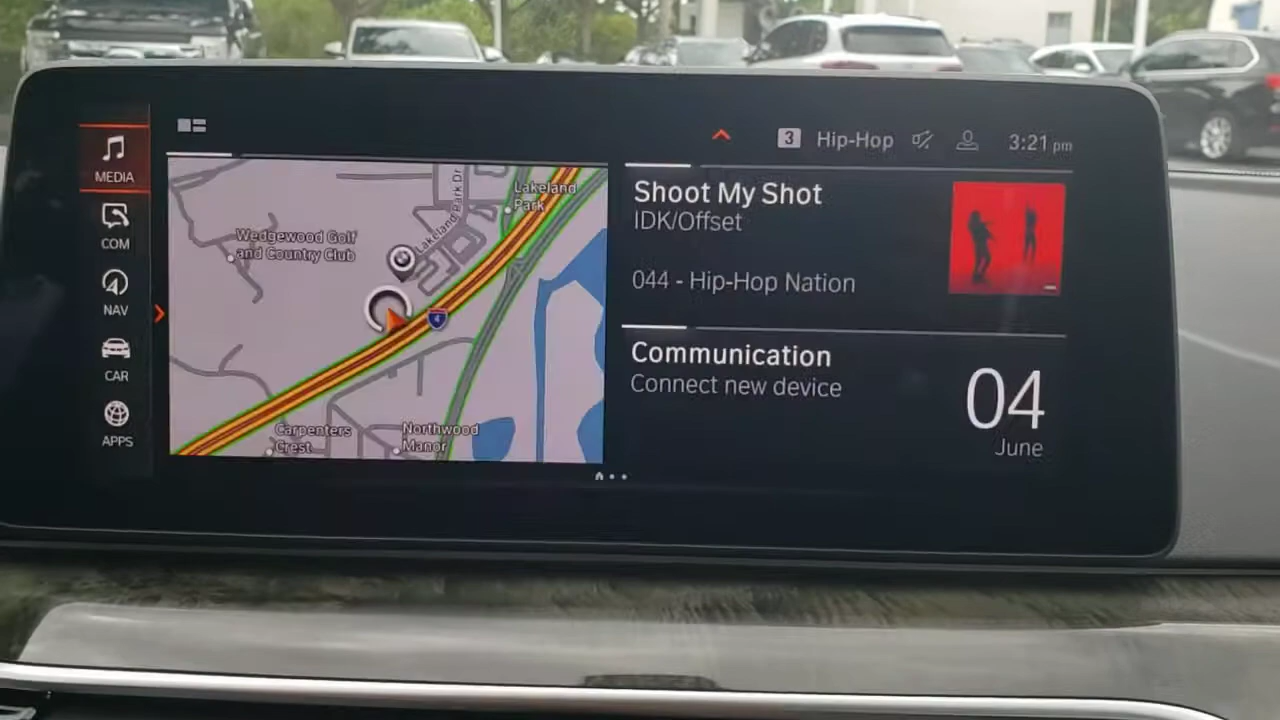 MEDIA
COM
NAV
CAR
APPS
3 Hip-Hop 3:21 pm
Lakeland
Park
Lakeland Park Dr
Wedgewood Golf
and Country Club
4
Carpenters
Crest
Northwood
Manor
Shoot My Shot
IDK/Offset
044 - Hip-Hop Nation
Communication
Connect new device
04
June